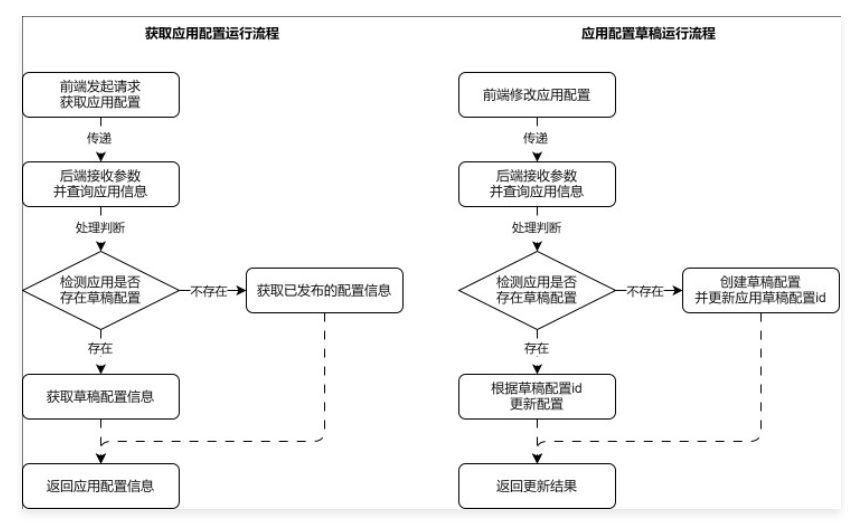 获取应用配置运行流程
前端发起请求
获取应用配置
传递
后端接收参数
并查询应用信息
处理判断
检测应用是否
存在草稿配置
不存在
获取已发布的配置信息
存在
获取草稿配置信息
返回应用配置信息
应用配置草稿运行流程
前端修改应用配置
传递
后端接收参数
并查询应用信息
处理判断
检测应用是否
存在草稿配置
不存在
创建草稿配置
并更新应用草稿配置id
存在
根据草稿配置id
更新配置
返回更新结果